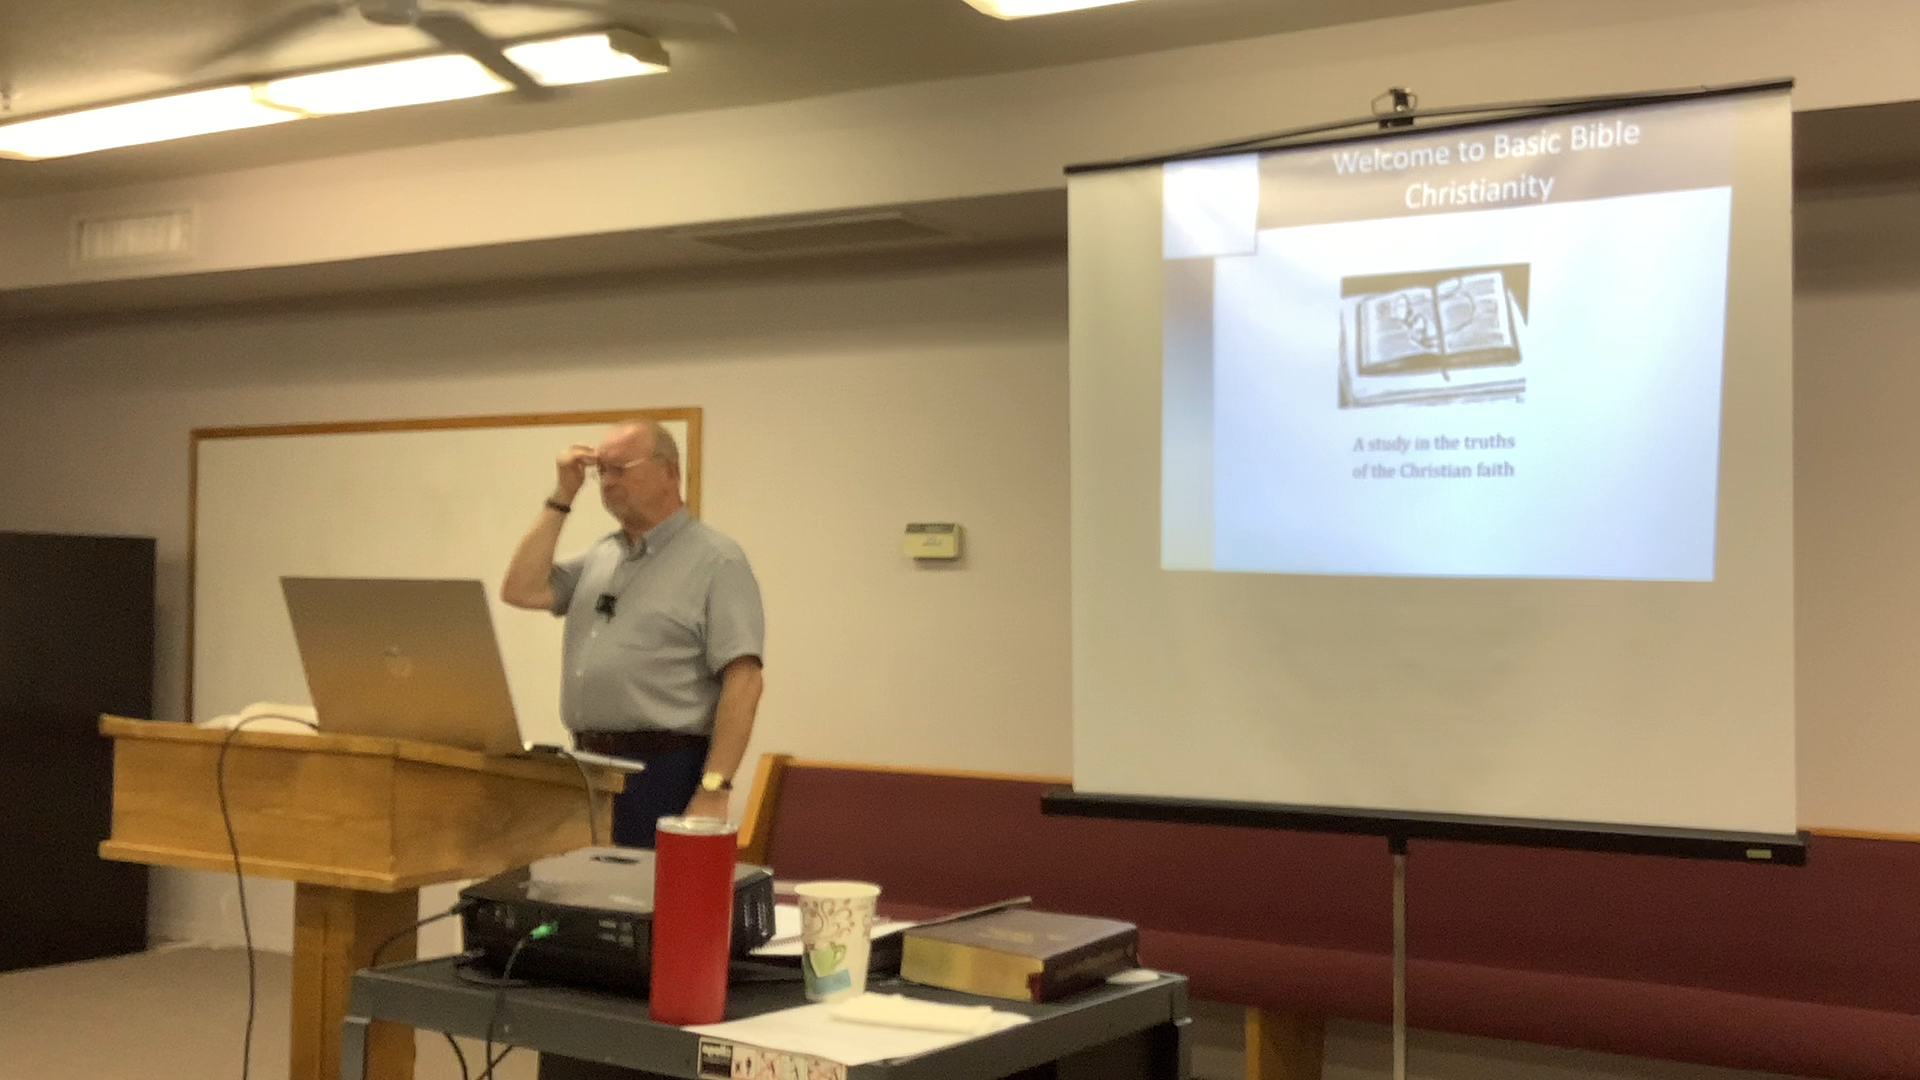 Welcome to Basic Bible
Christianity
A study in the truths
of the Christian faith